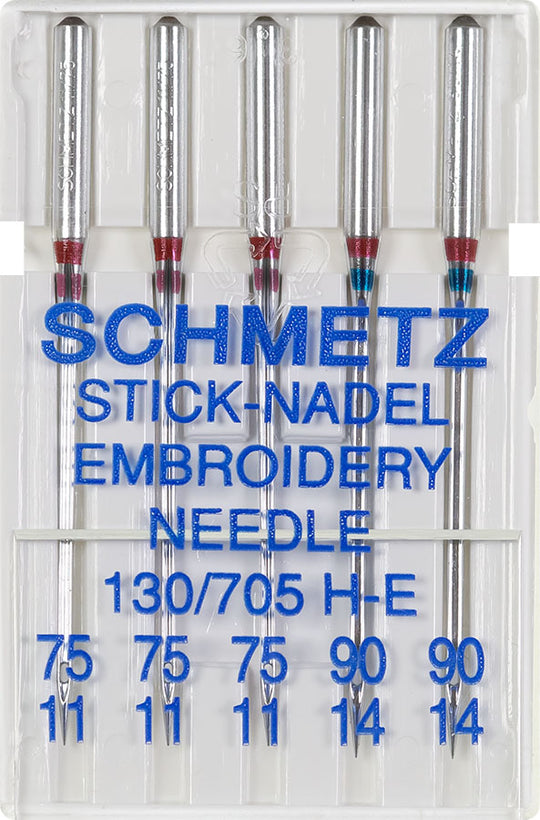 SCHMETZ
STICK-NADEL
EMBROIDERY
NEEDLE
130/705 H-E
75 75 75 90 90
11 11 11 14 14